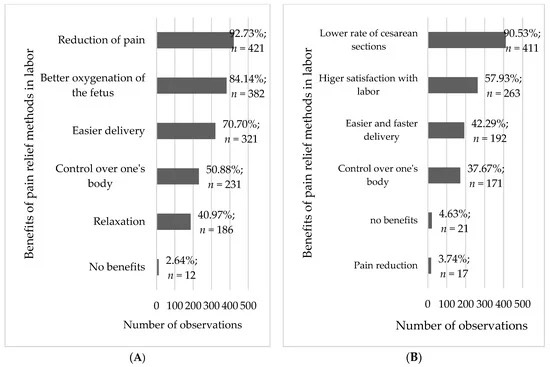 Benefits of pain relief methods in labor
Reduction of pain
92.73%;
n = 421
Better oxygenation of
the fetus
84.14%;
n = 382
Easier delivery
70.70%;
n = 321
Control over one's
body
50.88%;
n = 231
Relaxation
40.97%;
n = 186
No benefits
2.64%;
n = 12
0 100 200 300 400 500
Number of observations
(A)
Benefits of pain relief methods in labor
Lower rate of cesarean
sections
90.53%;
n = 411
Higer satisfaction with
labor
57.93%;
n = 263
Easier and faster
delivery
42.29%;
n = 192
Control over one's
body
37.67%;
n = 171
no benefits
4.63%;
n = 21
Pain reduction
3.74%;
n = 17
0 100 200 300 400 500
Number of observations
(B)